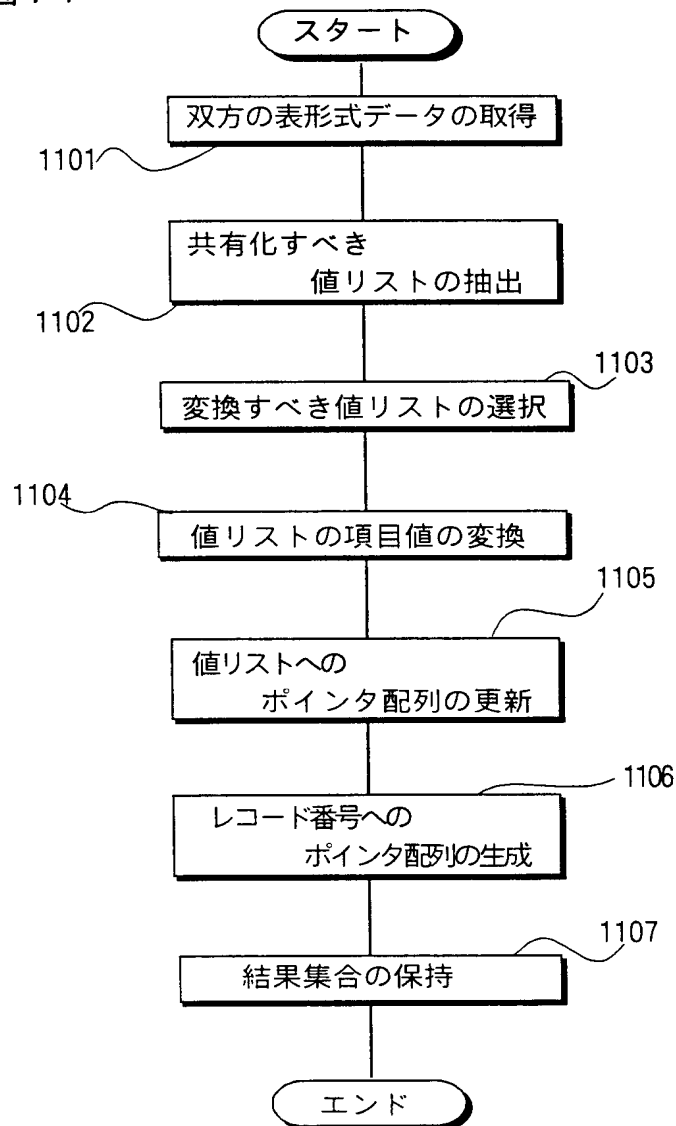 スタート
双方の表形式データの取得
1101
共有化すべき
値リストの抽出
1102
1103
変換すべき値リストの選択
1104
値リストの項目値の変換
1105
値リストへの
ポインタ配列の更新
1106
レコード番号への
ポインタ配列の生成
1107
結果集合の保持
エンド